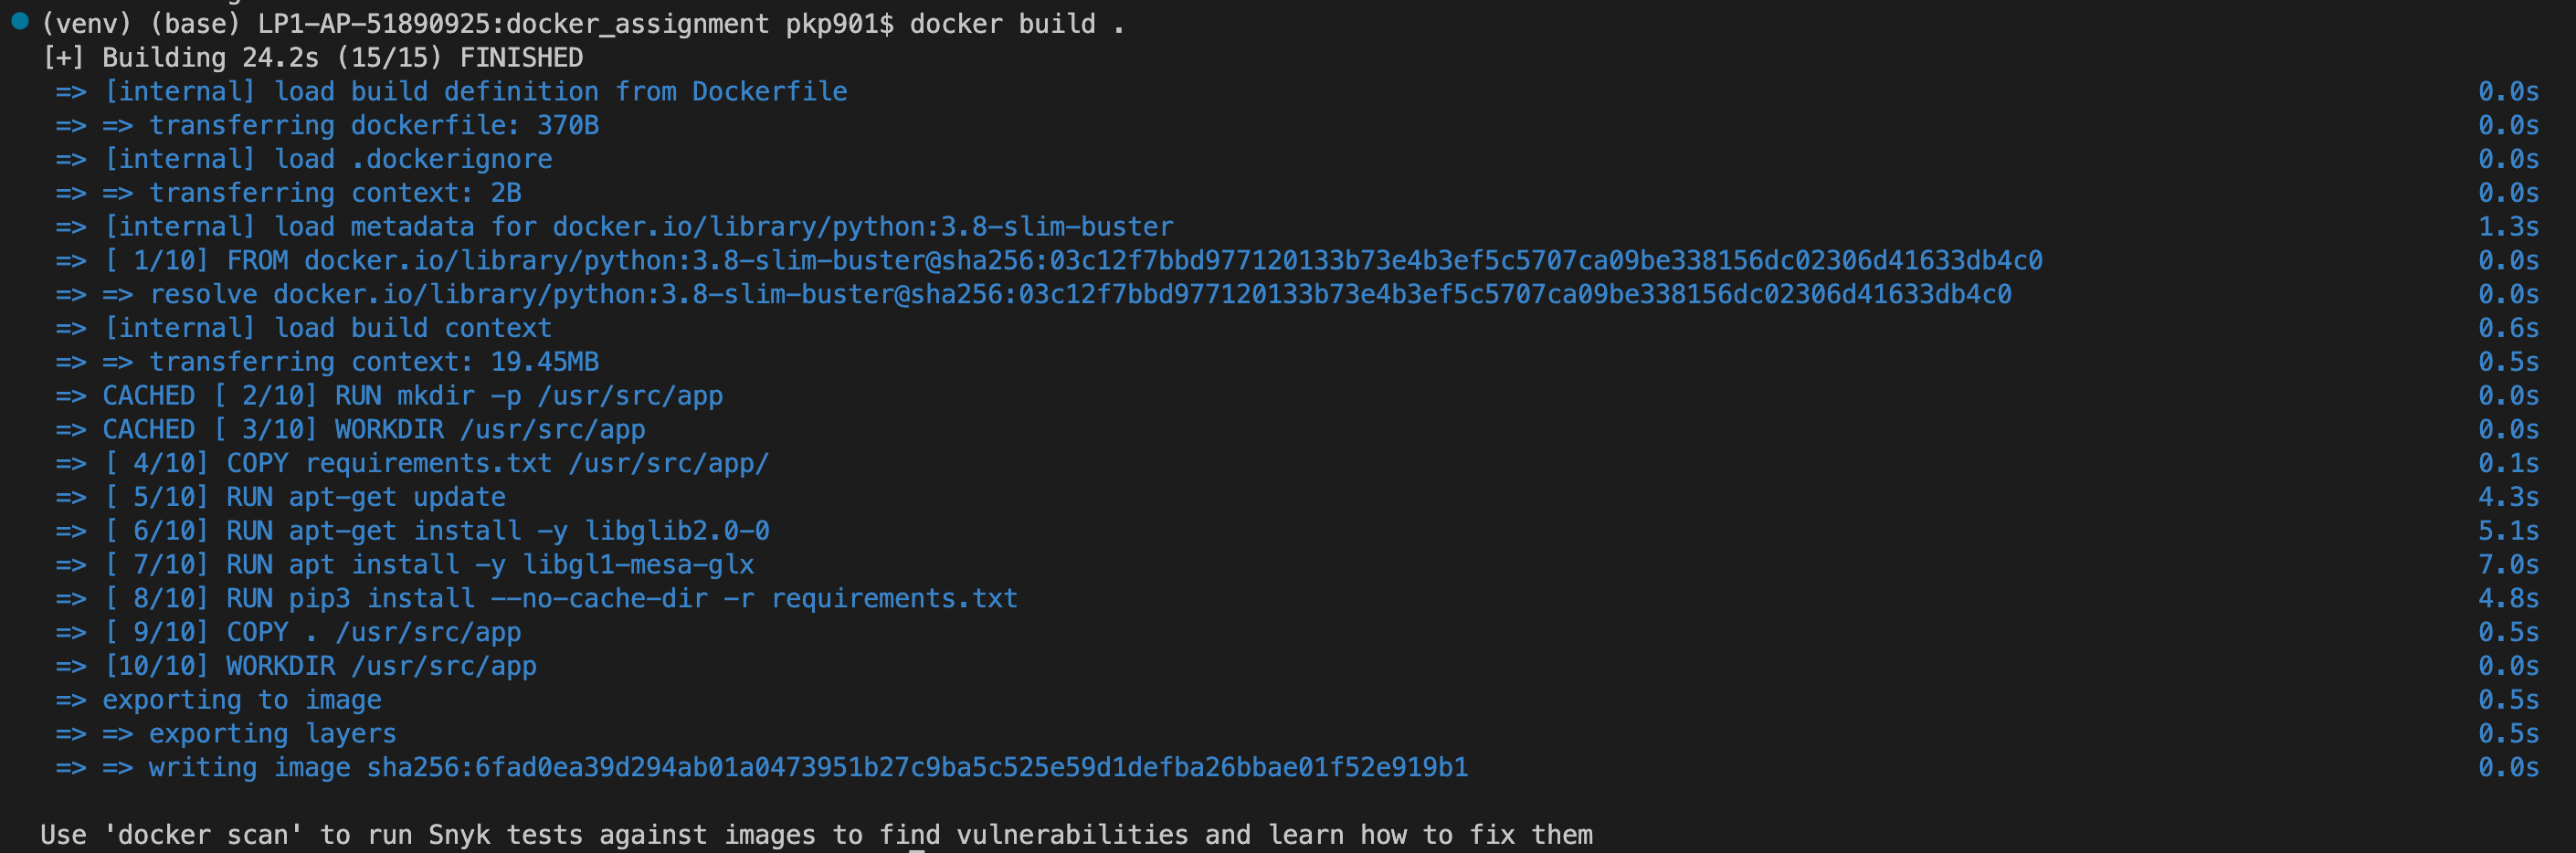 (venv) (base) LP1-AP-51890925:docker_assignment pkp901$ docker build .
[+] Building 24.2s (15/15) FINISHED
=> [internal] load build definition from Dockerfile 0.0s
=> => transferring dockerfile: 370B 0.0s
=> [internal] load .dockerignore 0.0s
=> => transferring context: 2B 0.0s
=> [internal] load metadata for docker.io/library/python:3.8-slim-buster 1.3s
=> [ 1/10] FROM docker.io/library/python:3.8-slim-buster@sha256:03c12f7bbd977120133b73e4b3ef5c5707ca09be338156dc02306d41633db4c0 0.0s
=> => resolve docker.io/library/python:3.8-slim-buster@sha256:03c12f7bbd977120133b73e4b3ef5c5707ca09be338156dc02306d41633db4c0 0.0s
=> [internal] load build context 0.6s
=> => transferring context: 19.45MB 0.5s
=> CACHED [ 2/10] RUN mkdir -p /usr/src/app 0.0s
=> CACHED [ 3/10] WORKDIR /usr/src/app 0.0s
=> [ 4/10] COPY requirements.txt /usr/src/app/ 0.1s
=> [ 5/10] RUN apt-get update 4.3s
=> [ 6/10] RUN apt-get install -y libglib2.0-0 5.1s
=> [ 7/10] RUN apt install -y libgl1-mesa-glx 7.0s
=> [ 8/10] RUN pip3 install --no-cache-dir -r requirements.txt 4.8s
=> [ 9/10] COPY . /usr/src/app 0.5s
=> [10/10] WORKDIR /usr/src/app 0.0s
=> exporting to image 0.5s
=> => exporting layers 0.5s
=> => writing image sha256:6fad0ea39d294ab01a0473951b27c9ba5c525e59d1defba26bbae01f52e919b1 0.0s
Use 'docker scan' to run Snyk tests against images to find vulnerabilities and learn how to fix them